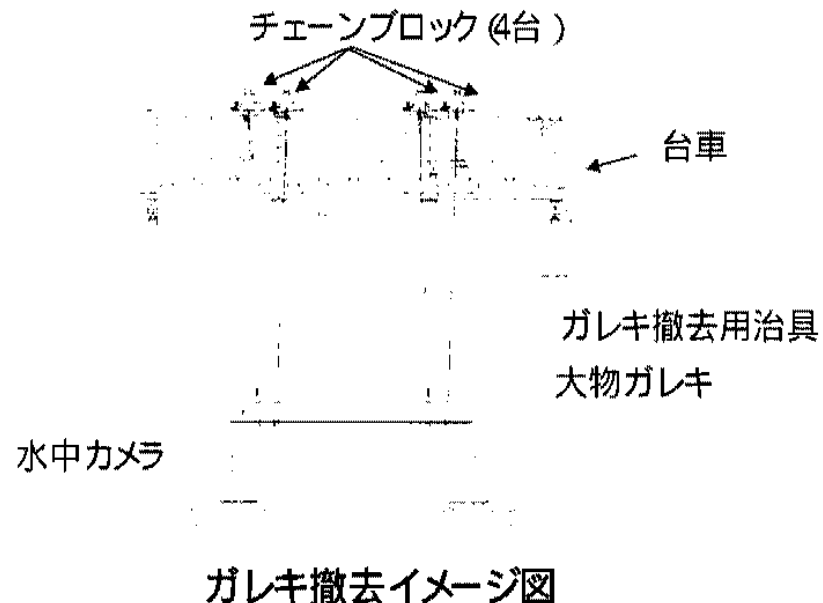 チェーンブロック(4台)
台車
ガレキ撤去用治具
大物ガレキ
水中カメラ
ガレキ撤去イメージ図